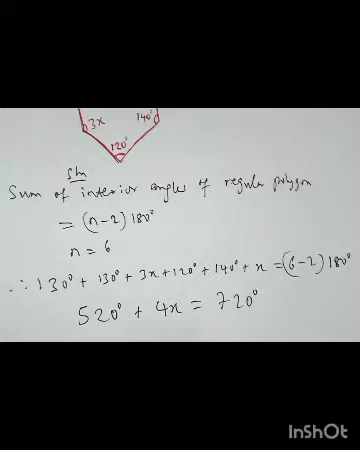 3x
140°
120°
Sln
Sum of interior angles of regular polygon
= (n-2) 180°
n = 6
∴ 130° + 130° + 3x + 120° + 140° + x = (6-2) 180°
520° + 4x = 720°
InShOt